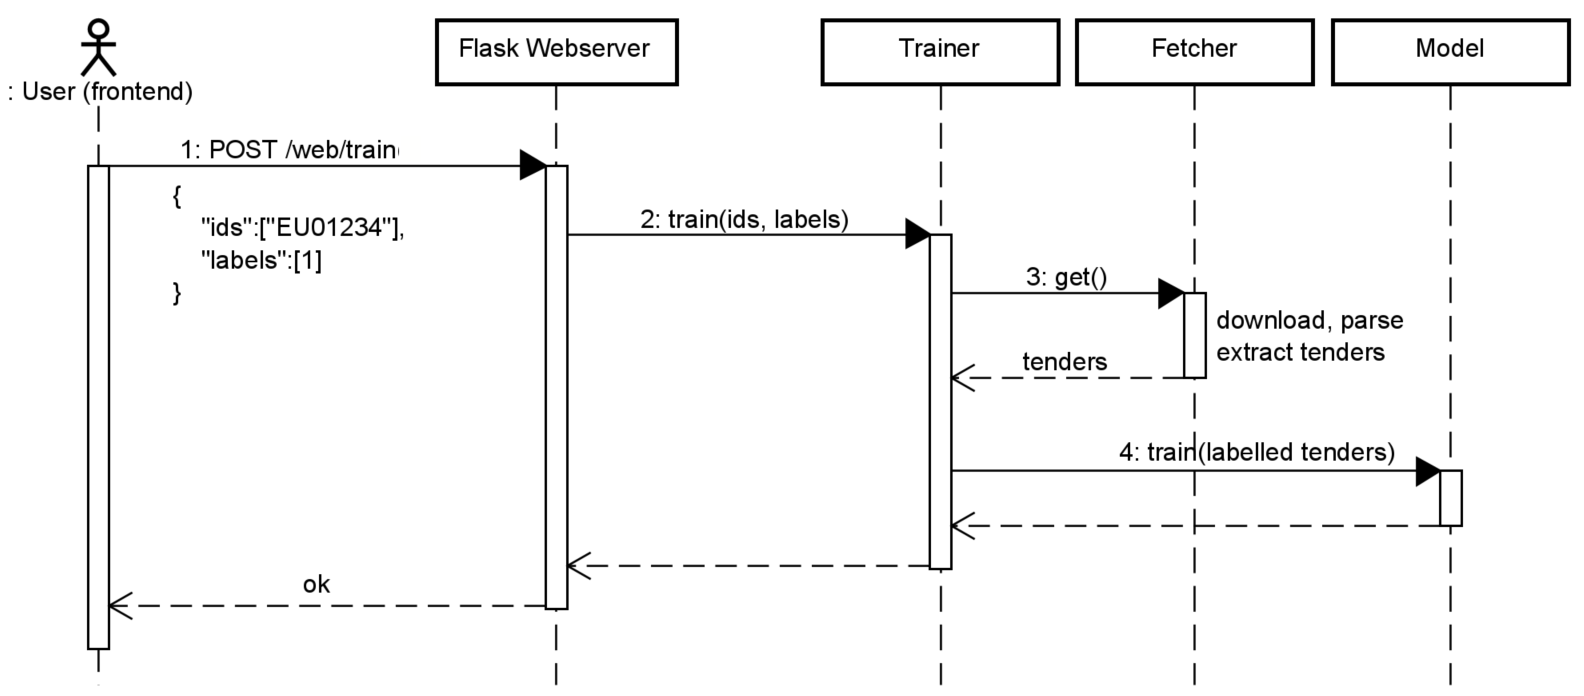 : User (frontend)
Flask Webserver
Trainer
Fetcher
Model
1: POST /web/train
{
"ids":["EU01234"],
"labels":[1]
}
2: train(ids, labels)
3: get()
download, parse
extract tenders
tenders
4: train(labelled tenders)
ok